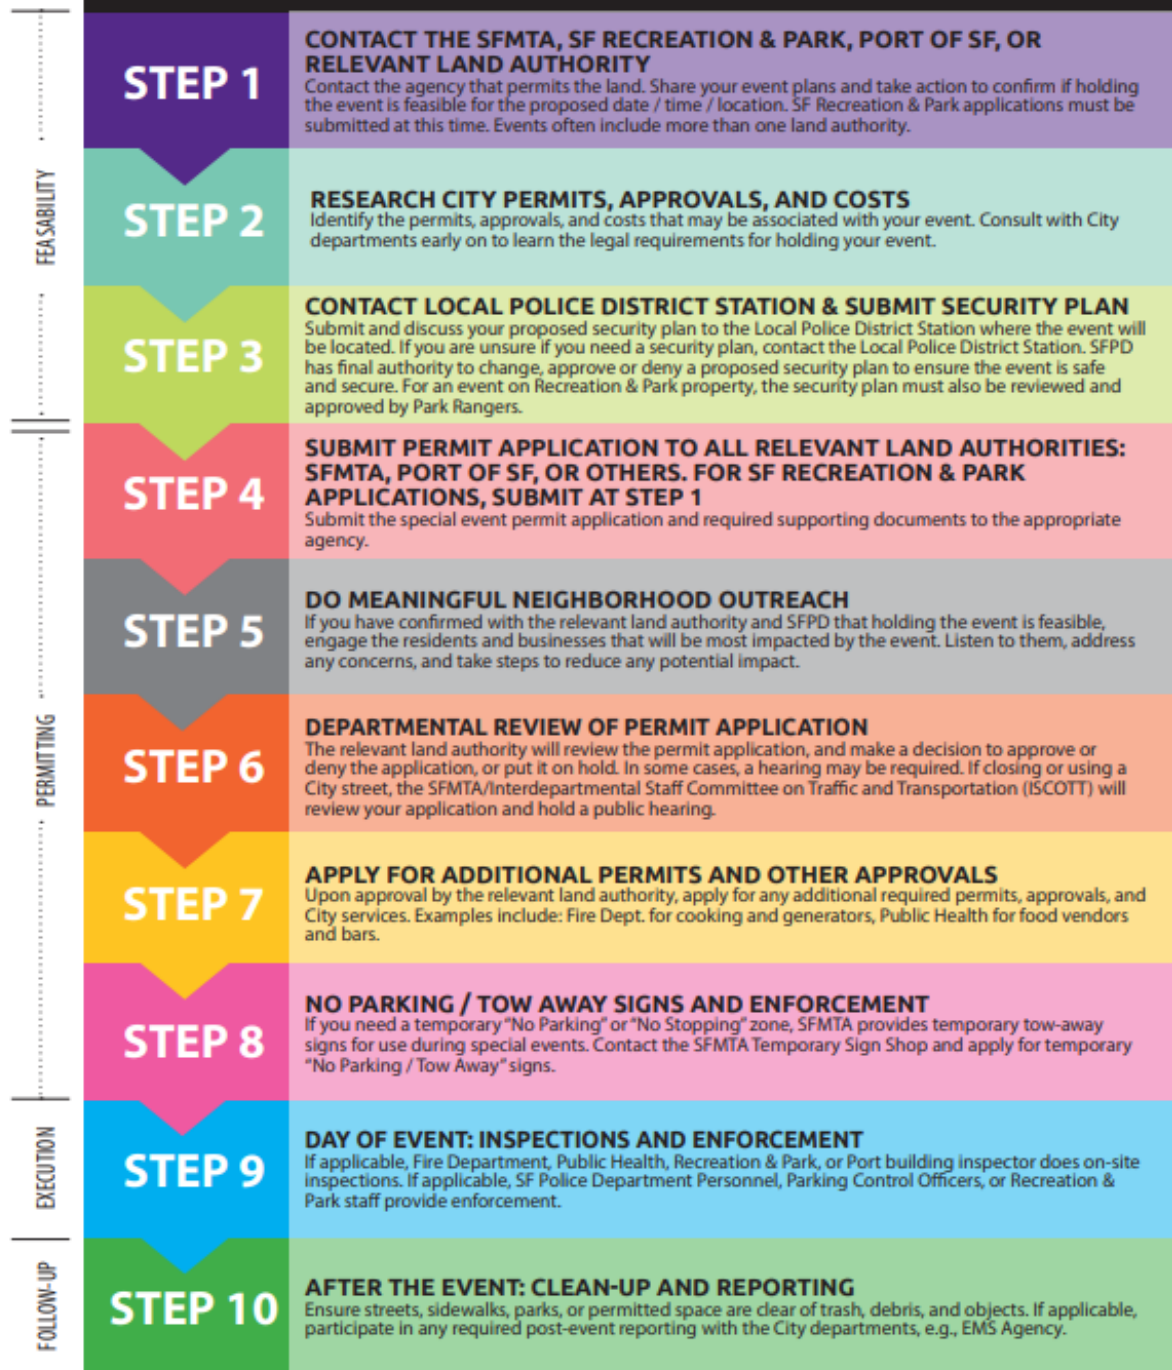 FEASABILITY
STEP 1
CONTACT THE SFMTA, SF RECREATION & PARK, PORT OF SF, OR
RELEVANT LAND AUTHORITY
Contact the agency that permits the land. Share your event plans and take action to confirm if holding
the event is feasible for the proposed date / time / location. SF Recreation & Park applications must be
submitted at this time. Events often include more than one land authority.
STEP 2
RESEARCH CITY PERMITS, APPROVALS, AND COSTS
Identify the permits, approvals, and costs that may be associated with your event. Consult with City
departments early on to learn the legal requirements for holding your event.
STEP 3
CONTACT LOCAL POLICE DISTRICT STATION & SUBMIT SECURITY PLAN
Submit and discuss your proposed security plan to the Local Police District Station where the event will
be located. If you are unsure if you need a security plan, contact the Local Police District Station. SFPD
has final authority to change, approve or deny a proposed security plan to ensure the event is safe
and secure. For an event on Recreation & Park property, the security plan must also be reviewed and
approved by Park Rangers.
PERMITTING
STEP 4
SUBMIT PERMIT APPLICATION TO ALL RELEVANT LAND AUTHORITIES:
SFMTA, PORT OF SF, OR OTHERS. FOR SF RECREATION & PARK
APPLICATIONS, SUBMIT AT STEP 1
Submit the special event permit application and required supporting documents to the appropriate
agency.
STEP 5
DO MEANINGFUL NEIGHBORHOOD OUTREACH
If you have confirmed with the relevant land authority and SFPD that holding the event is feasible,
engage the residents and businesses that will be most impacted by the event. Listen to them, address
any concerns, and take steps to reduce any potential impact.
STEP 6
DEPARTMENTAL REVIEW OF PERMIT APPLICATION
The relevant land authority will review the permit application, and make a decision to approve or
deny the application, or put it on hold. In some cases, a hearing may be required. If closing or using a
City street, the SFMTA/Interdepartmental Staff Committee on Traffic and Transportation (ISCOTT) will
review your application and hold a public hearing.
STEP 7
APPLY FOR ADDITIONAL PERMITS AND OTHER APPROVALS
Upon approval by the relevant land authority, apply for any additional required permits, approvals, and
City services. Examples include: Fire Dept. for cooking and generators, Public Health for food vendors
and bars.
STEP 8
NO PARKING / TOW AWAY SIGNS AND ENFORCEMENT
If you need a temporary "No Parking" or "No Stopping" zone, SFMTA provides temporary tow-away
signs for use during special events. Contact the SFMTA Temporary Sign Shop and apply for temporary
"No Parking / Tow Away" signs.
EXECUTION
STEP 9
DAY OF EVENT: INSPECTIONS AND ENFORCEMENT
If applicable, Fire Department, Public Health, Recreation & Park, or Port building inspector does on-site
inspections. If applicable, SF Police Department Personnel, Parking Control Officers, or Recreation &
Park staff provide enforcement.
FOLLOW-UP
STEP 10
AFTER THE EVENT: CLEAN-UP AND REPORTING
Ensure streets, sidewalks, parks, or permitted space are clear of trash, debris, and objects. If applicable,
participate in any required post-event reporting with the City departments, e.g., EMS Agency.